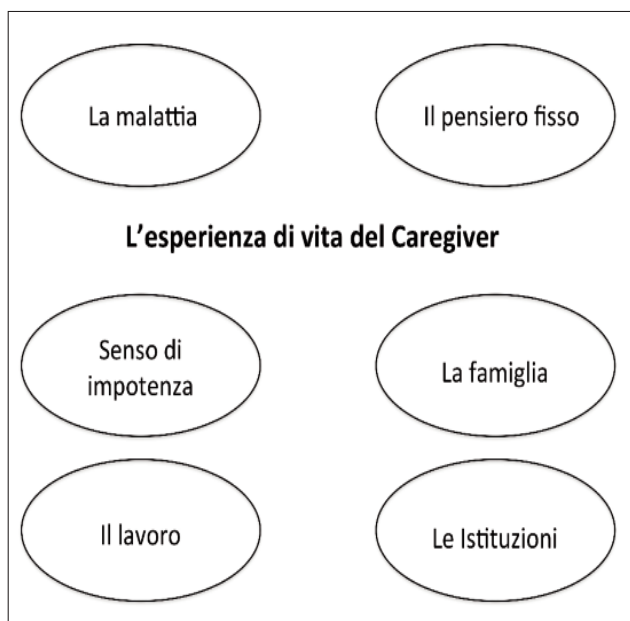 La malattia
Il pensiero fisso
L’esperienza di vita del Caregiver
Senso di
impotenza
La famiglia
Il lavoro
Le Istituzioni